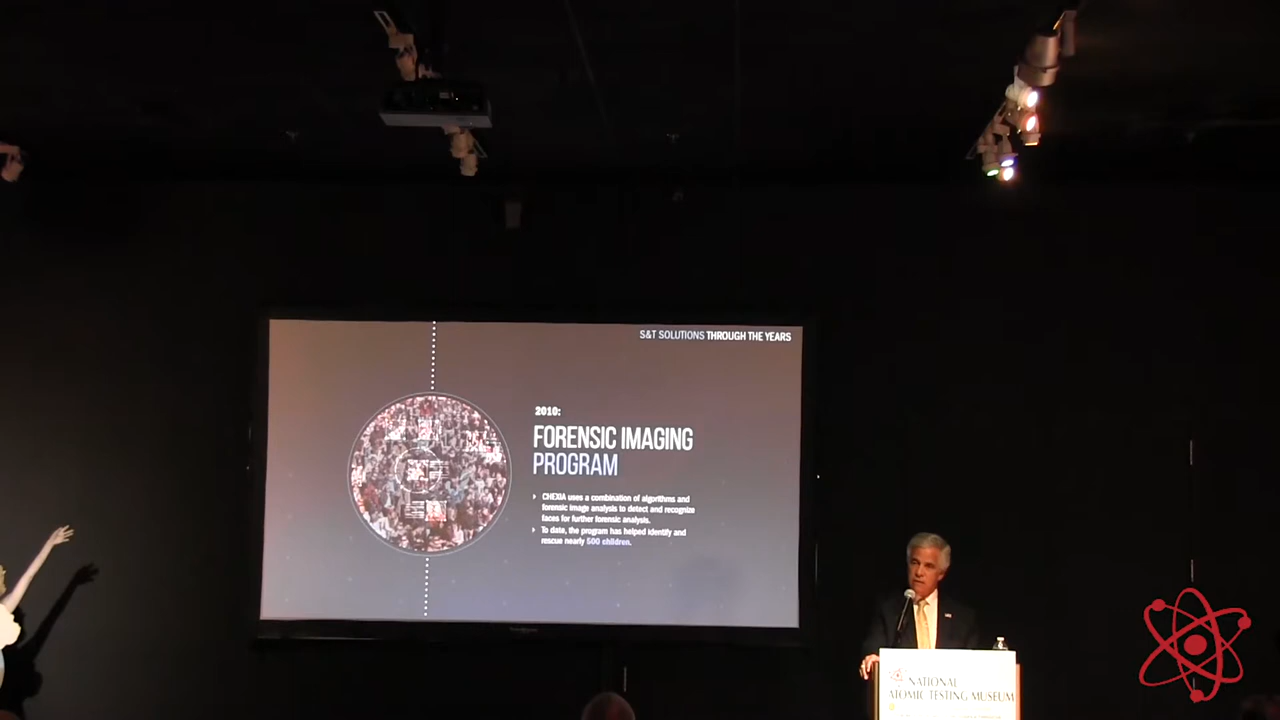 S&T SOLUTIONS THROUGH THE YEARS
2010:
FORENSIC IMAGING
PROGRAM
CHEXIA uses a combination of algorithms and
forensic image analysis to detect and recognize
faces for further forensic analysis.
To date, the program has helped identify and
rescue nearly 500 children.
NATIONAL
ATOMIC TESTING MUSEUM